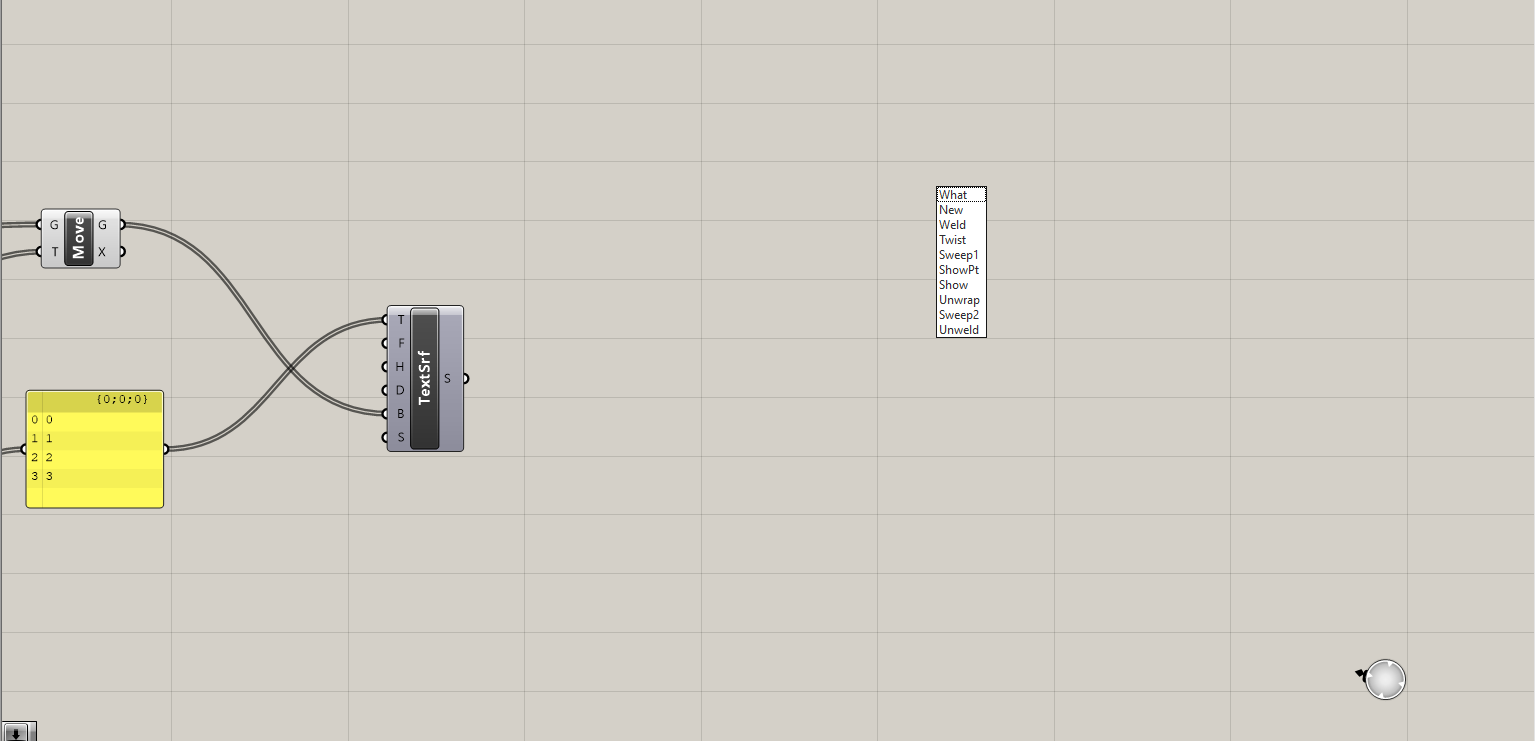 G Move G
T X
T
F
H
D
B
S
TextSrf
S
{0;0;0}
0 0
1 1
2 2
3 3
What
New
Weld
Twist
Sweep1
ShowPt
Show
Unwrap
Sweep2
Unweld